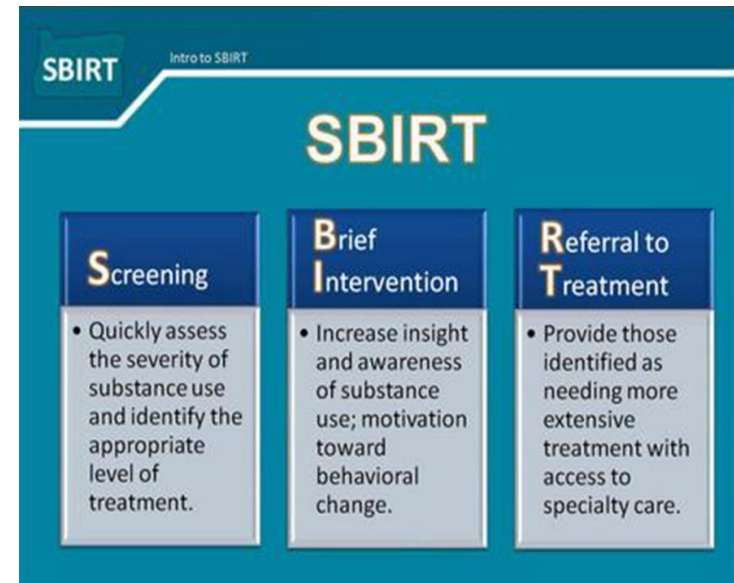 SBIRT
Intro to SBIRT
SBIRT
Screening
• Quickly assess
the severity of
substance use
and identify the
appropriate
level of
treatment.
Brief
Intervention
• Increase insight
and awareness
of substance
use; motivation
toward
behavioral
change.
Referral to
Treatment
• Provide those
identified as
needing more
extensive
treatment with
access to
specialty care.